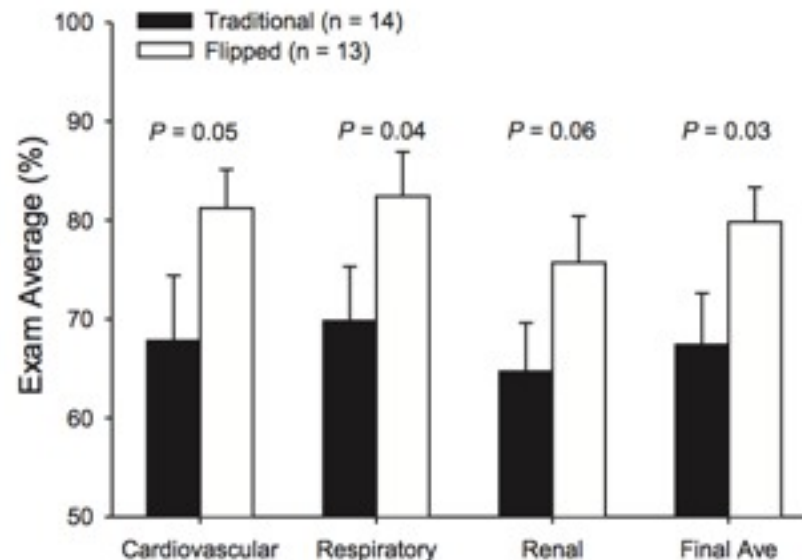 Traditional (n = 14)
Flipped (n = 13)
P = 0.05 P = 0.04 P = 0.06 P = 0.03
Exam Average (%)
100
90
80
70
60
50
Cardiovascular Respiratory Renal Final Ave